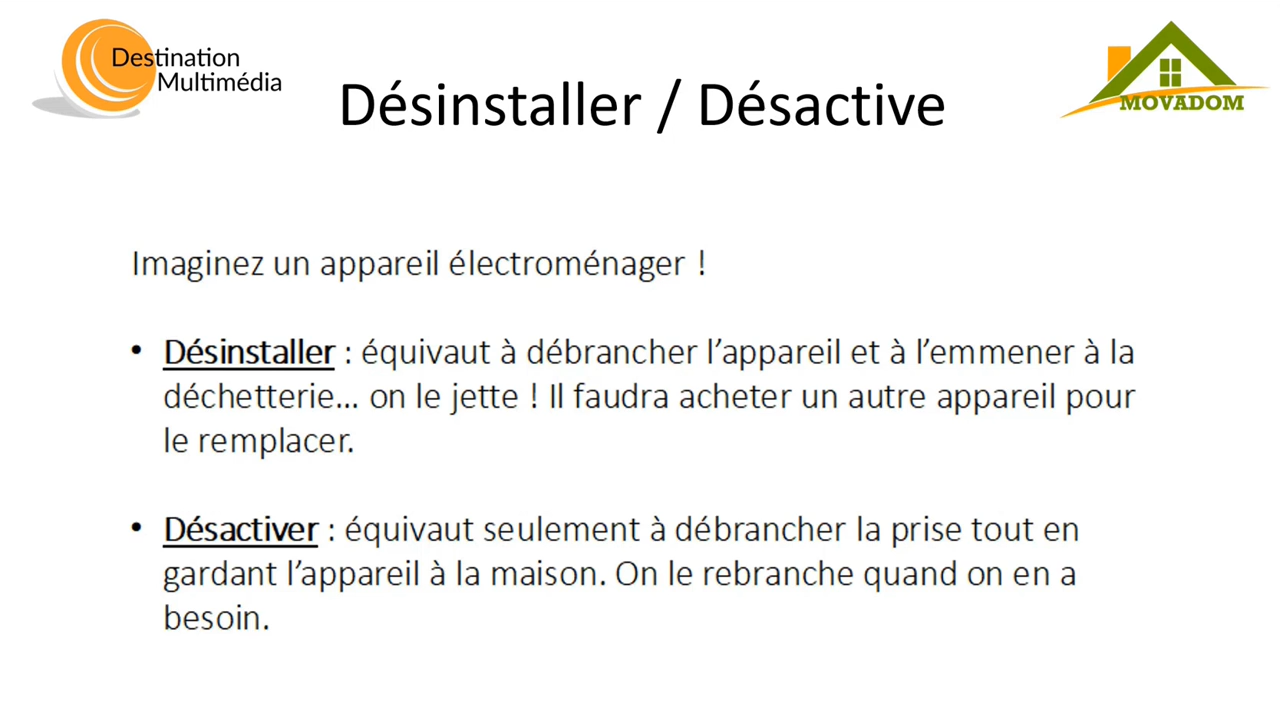 Destination
Multimédia
MOVADOM
Désinstaller / Désactive
Imaginez un appareil électroménager !
• Désinstaller : équivaut à débrancher l’appareil et à l’emmener à la
déchetterie... on le jette ! Il faudra acheter un autre appareil pour
le remplacer.
• Désactiver : équivaut seulement à débrancher la prise tout en
gardant l’appareil à la maison. On le rebranche quand on en a
besoin.